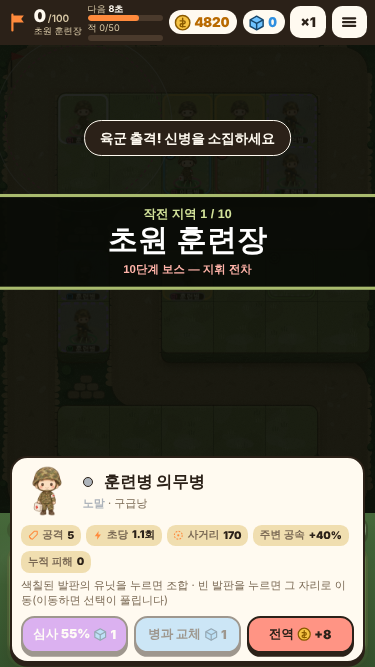 0 /100
초원 훈련장
다음 8초
적 0/50
4820
0
×1
육군 출격! 신병을 소집하세요
작전 지역 1 / 10
초원 훈련장
10단계 보스 — 지휘 전차
훈련병 의무병
노말 · 구급낭
공격 5
초당 1.1회
사거리 170
주변 공속 +40%
누적 피해 0
색칠된 발판의 유닛을 누르면 조합 · 빈 발판을 누르면 그 자리로 이
동(이동하면 선택이 풀립니다)
심사 55% 1
병과 교체 1
전역 +8